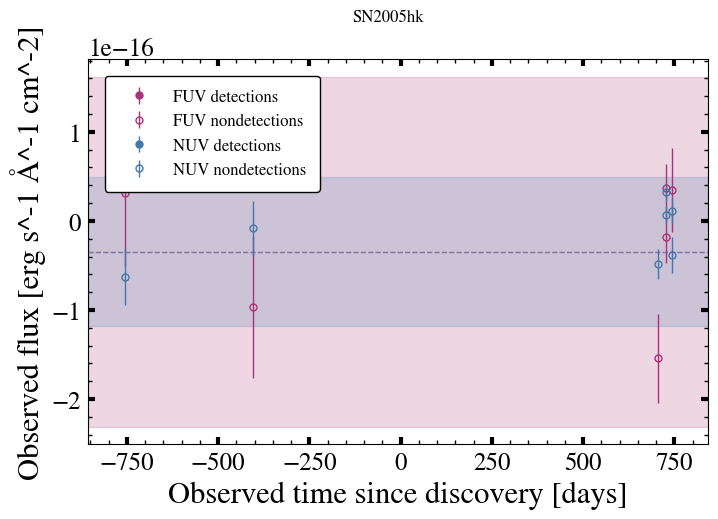 SN2005hk
1e−16
FUV detections
FUV nondetections
NUV detections
NUV nondetections
1
0
−1
−2
Observed flux [erg s^-1 Å^-1 cm^-2]
−750 −500 −250 0 250 500 750
Observed time since discovery [days]